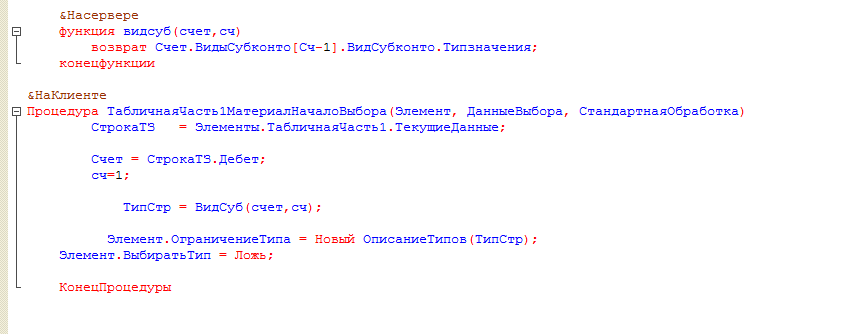 &Насервере
функция видсуб(счет,сч)
возврат Счет.ВидыСубконто[Сч-1].ВидСубконто.Типзначения;
конецфункции
&НаКлиенте
Процедура ТабличнаяЧасть1МатериалНачалоВыбора(Элемент, ДанныеВыбора, СтандартнаяОбработка)
СтрокаТЗ = Элементы.ТабличнаяЧасть1.ТекущиеДанные;
Счет = СтрокаТЗ.Дебет;
сч=1;
ТипСтр = ВидСуб(счет,сч);
Элемент.ОграничениеТипа = Новый ОписаниеТипов(ТипСтр);
Элемент.ВыбиратьТип = Ложь;
КонецПроцедуры